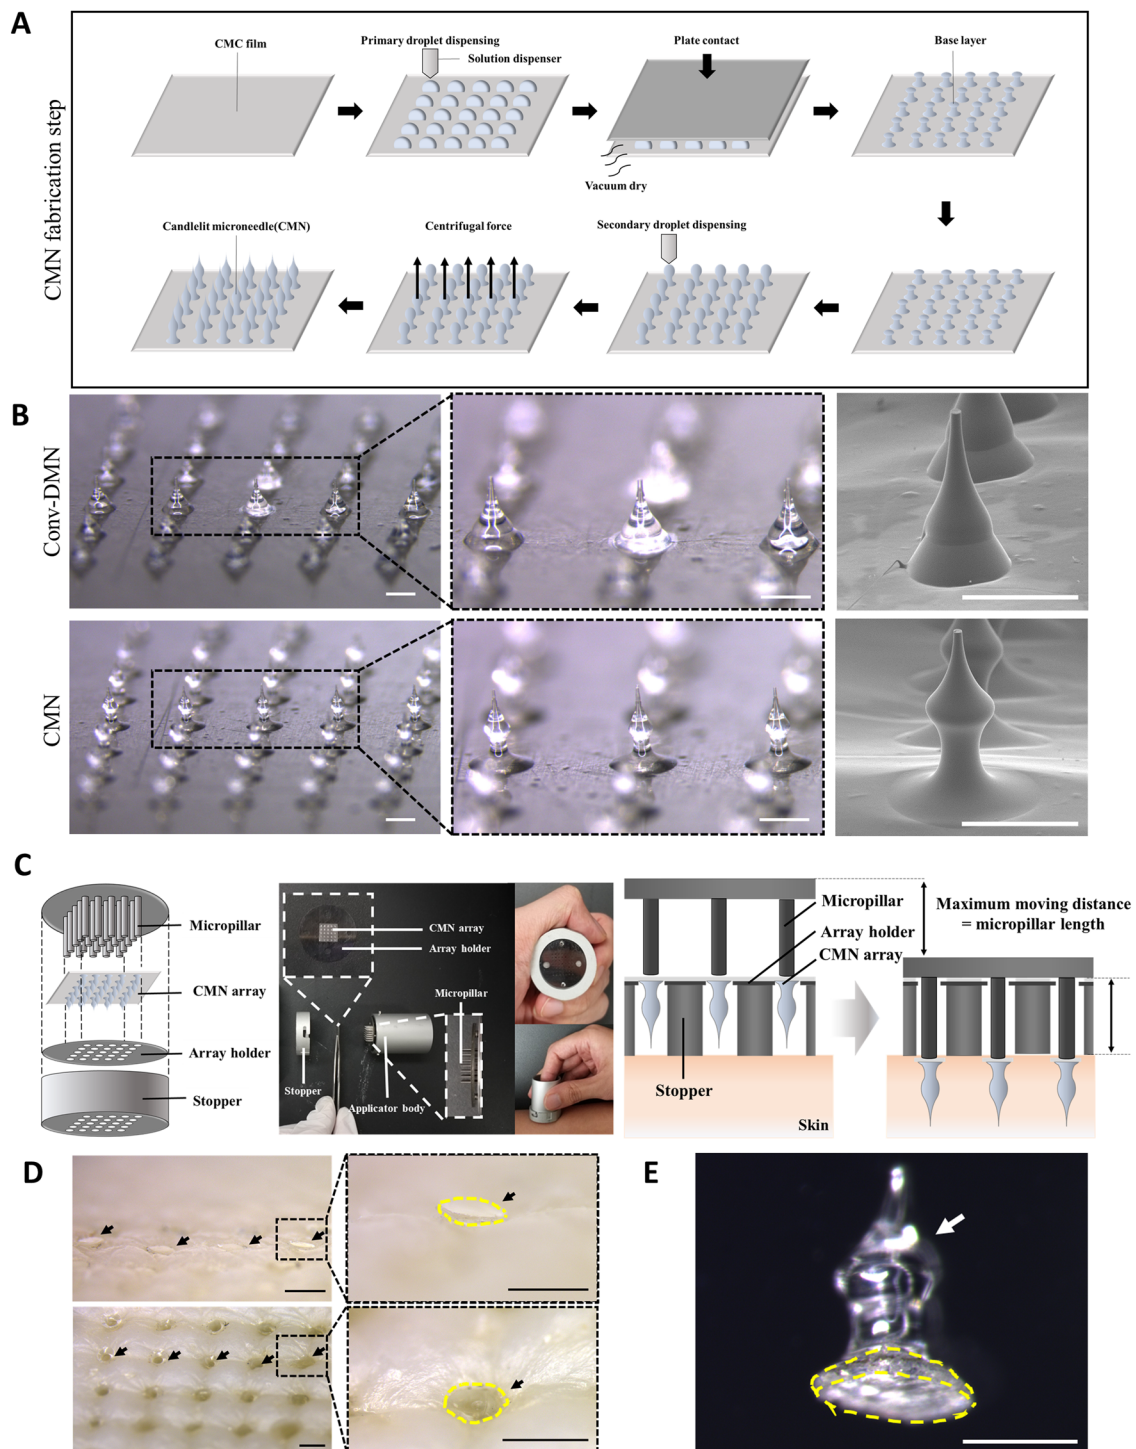 A
CMN fabrication step
CMC film
Primary droplet dispensing
Solution dispenser
Plate contact
Vacuum dry
Base layer
Candlelit microneedle(CMN)
Centrifugal force
Secondary droplet dispensing
B
Conv-DMN
CMN
C
Micropillar
CMN array
Array holder
Stopper
CMN array
Array holder
Micropillar
Stopper
Applicator body
Micropillar
Array holder
CMN array
Stopper
Skin
Maximum moving distance
= micropillar length
D
E